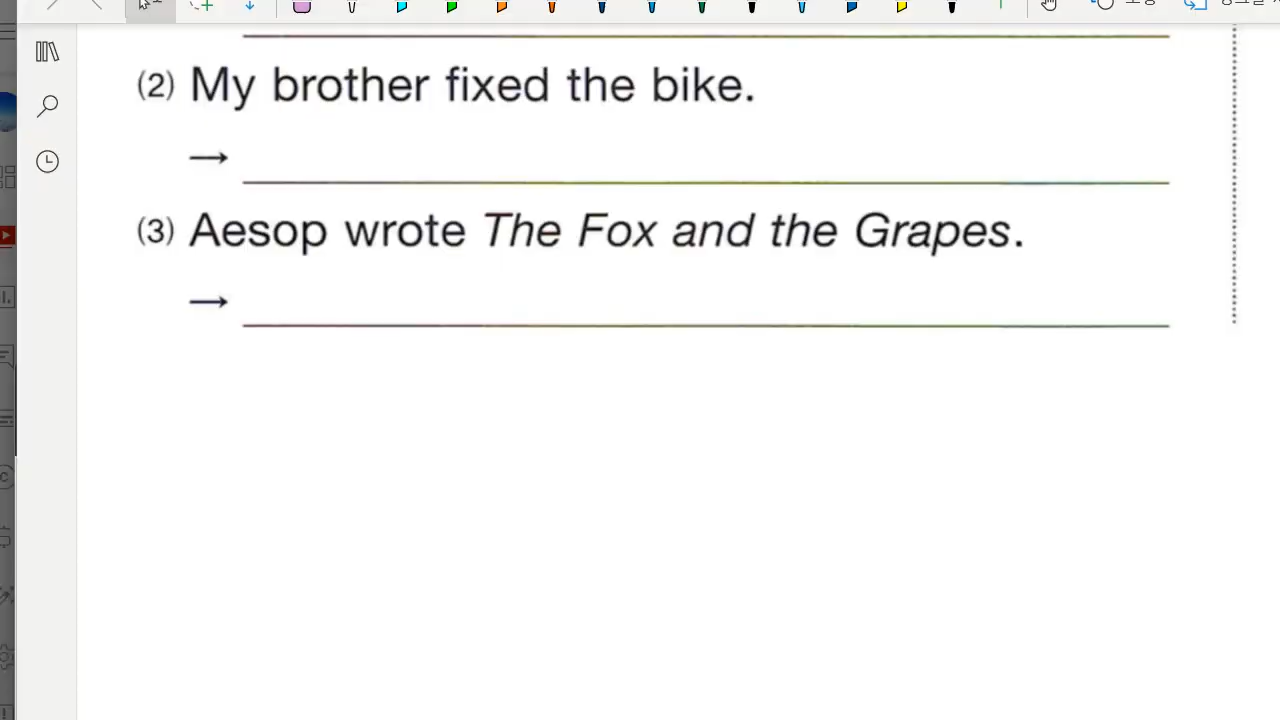 (2) My brother fixed the bike.
→
(3) Aesop wrote The Fox and the Grapes.
→